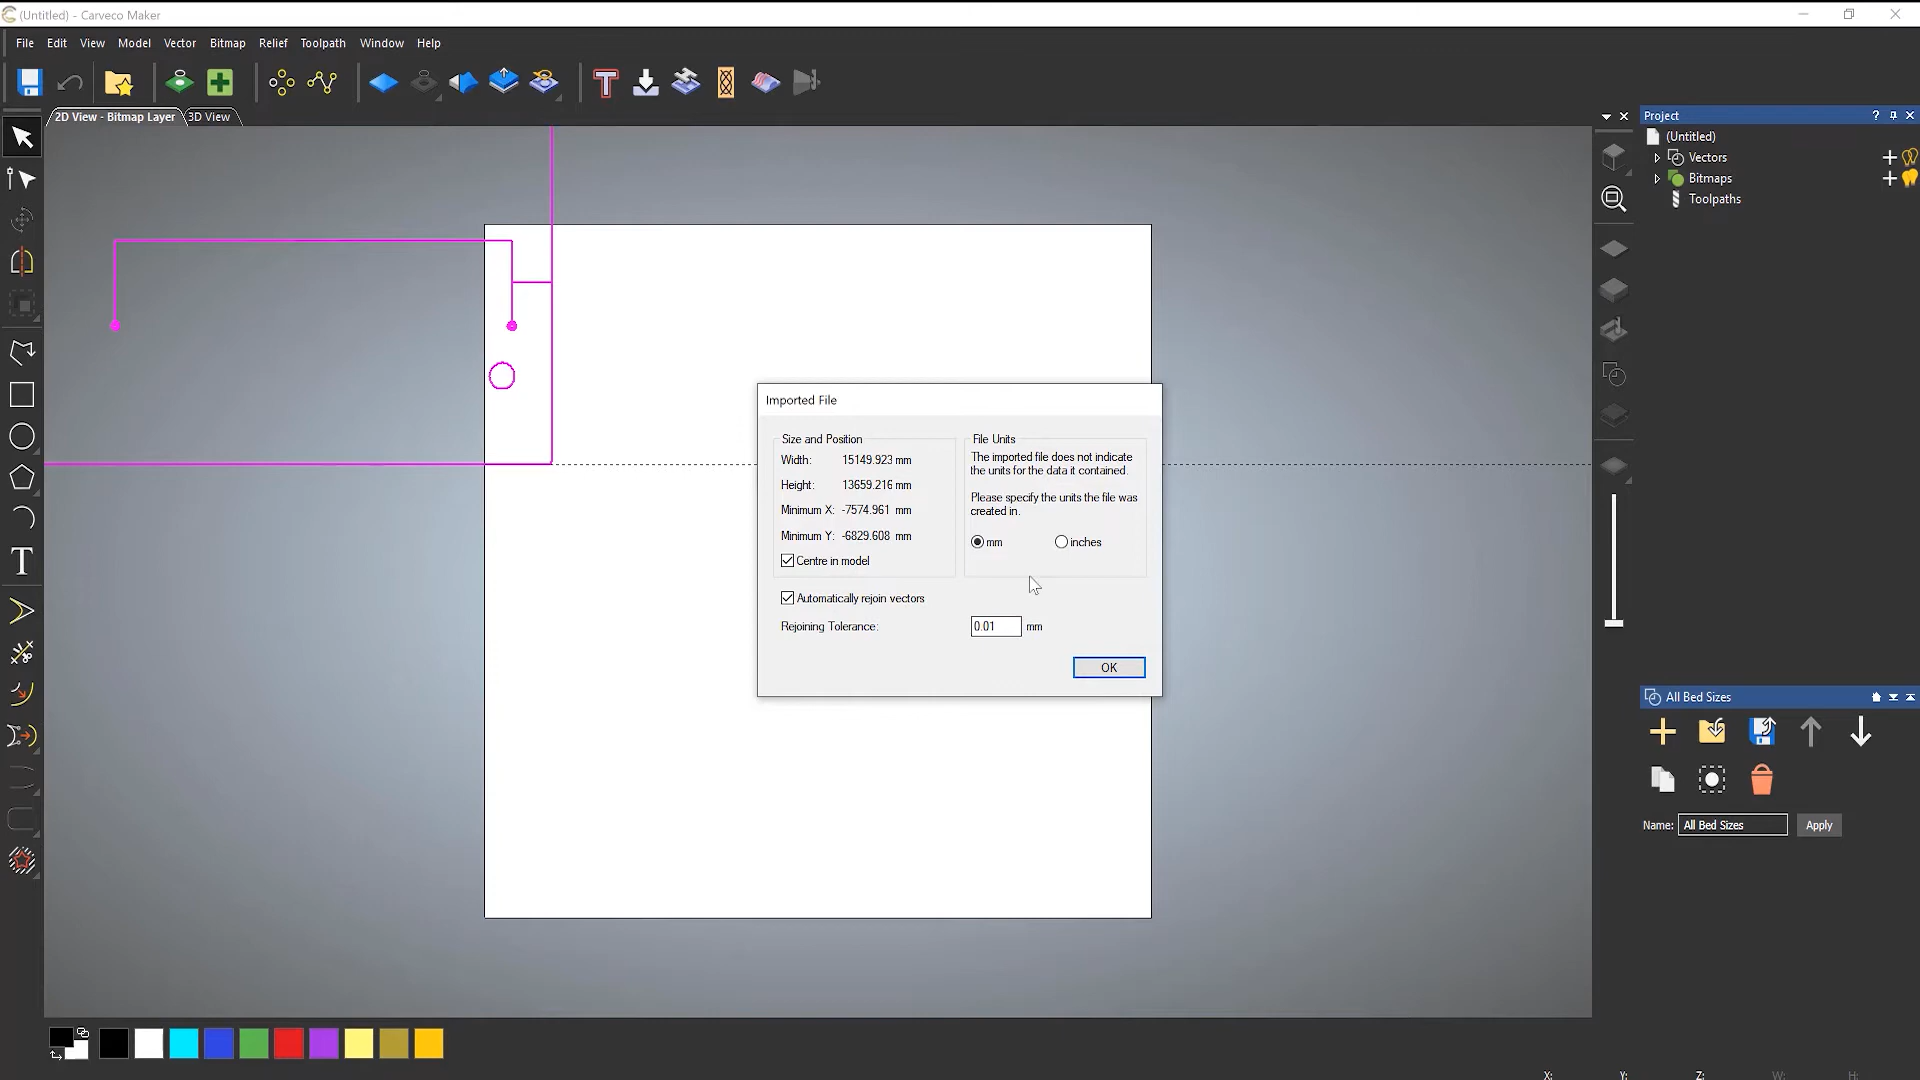 (Untitled) - Carveco Maker
File Edit View Model Vector Bitmap Relief Toolpath Window Help
2D View - Bitmap Layer
3D View
Project
(Untitled)
Vectors
Bitmaps
Toolpaths
Imported File
Size and Position
Width: 15149.923 mm
Height: 13659.216 mm
Minimum X: -7574.961 mm
Minimum Y: -6829.608 mm
Centre in model
File Units
The imported file does not indicate
the units for the data it contained.
Please specify the units the file was
created in.
mm
inches
Automatically rejoin vectors
Rejoining Tolerance: 0.01 mm
OK
All Bed Sizes
Name: All Bed Sizes Apply
X: Y: Z: W: H: